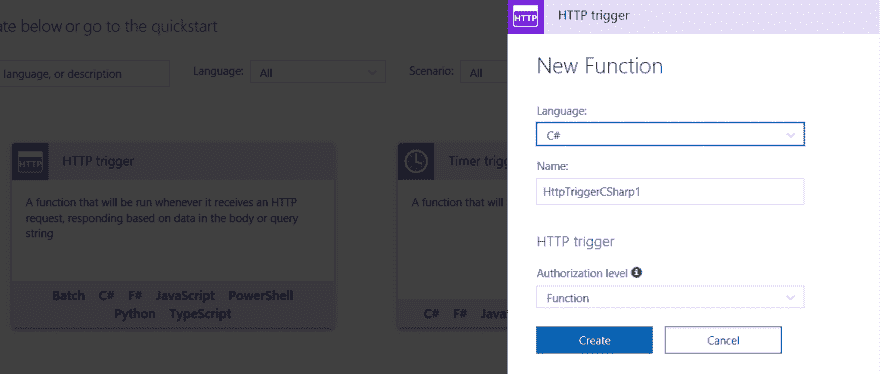 ate below or go to the quickstart
language, or description
Language:
All
Scenario:
All
HTTP
HTTP trigger
A function that will be run whenever it receives an HTTP
request, responding based on data in the body or query
string
Batch C# F# JavaScript PowerShell
Python TypeScript
Timer trigg
A function that will
C# F# Java
HTTP
HTTP trigger
New Function
Language:
C#
Name:
HttpTriggerCSharp1
HTTP trigger
Authorization level
Function
Create
Cancel